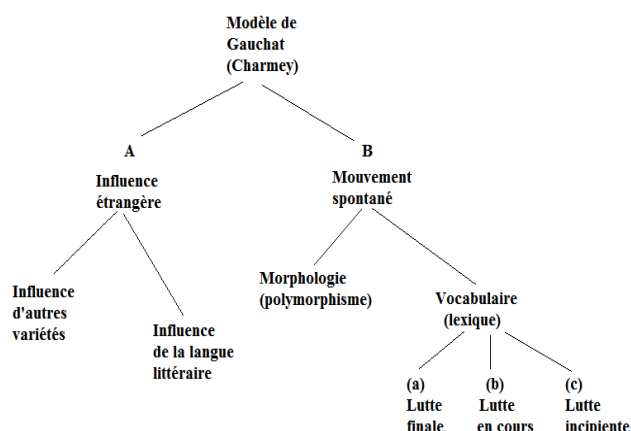 Modèle de
Gauchat
(Charmey)
A
B
Influence
étrangère
Mouvement
spontané
Influence
d'autres
variétés
Influence
de la langue
littéraire
Morphologie
(polymorphisme)
Vocabulaire
(lexique)
(a)
Lutte
finale
(b)
Lutte
en cours
(c)
Lutte
incipiente